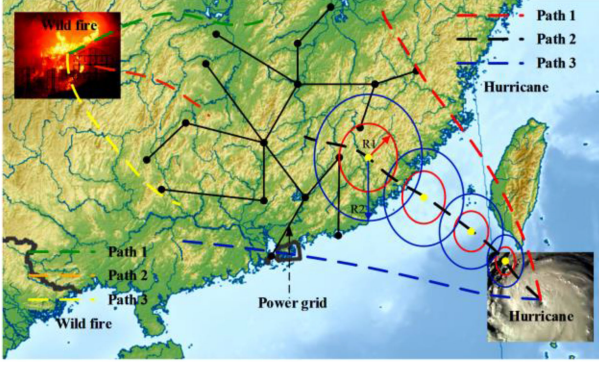 Wild fire
Path 1
Path 2
Path 3
Hurricane
R1
R2
Path 1
Path 2
Path 3
Wild fire
Power grid
Hurricane